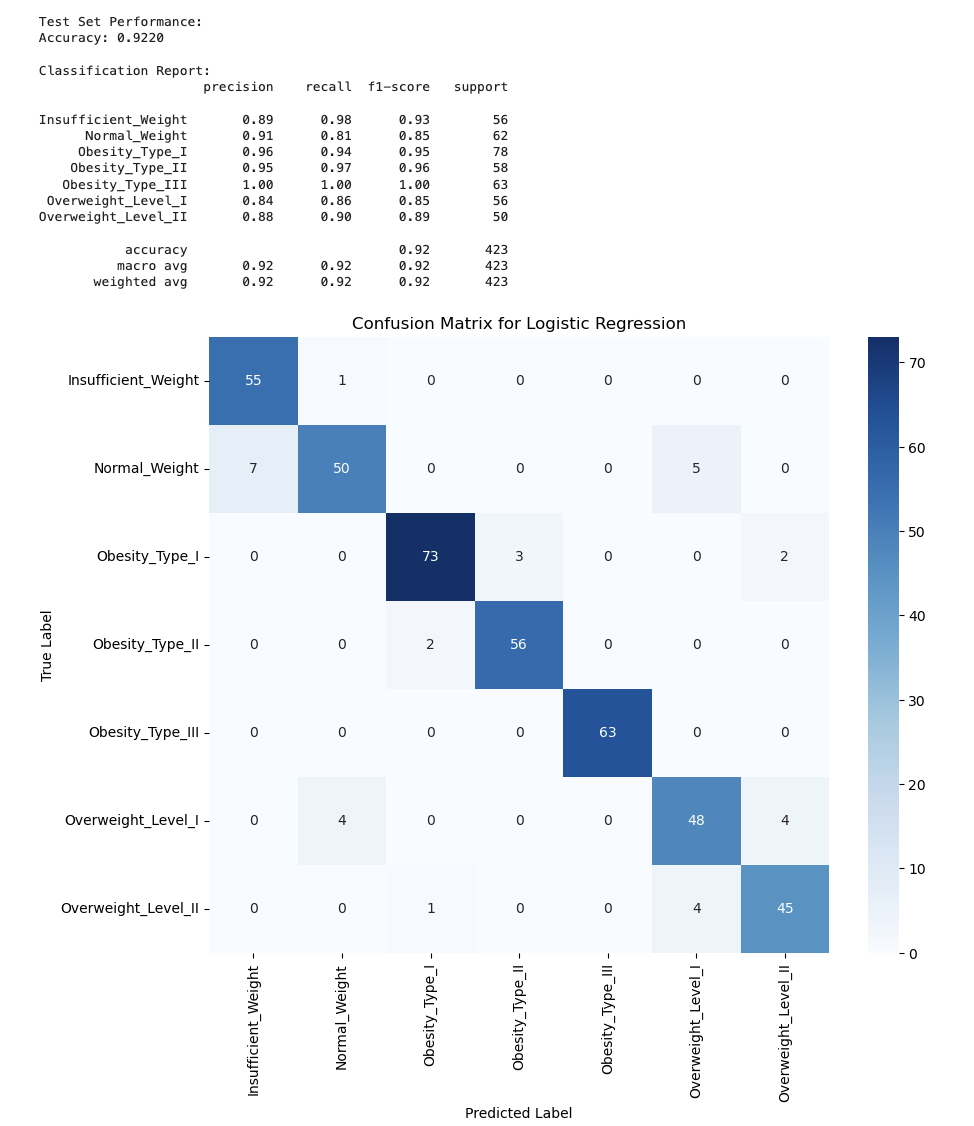 Test Set Performance:
Accuracy: 0.9220
Classification Report:
precision recall f1-score support
Insufficient_Weight 0.89 0.98 0.93 56
Normal_Weight 0.91 0.81 0.85 62
Obesity_Type_I 0.96 0.94 0.95 78
Obesity_Type_II 0.95 0.97 0.96 58
Obesity_Type_III 1.00 1.00 1.00 63
Overweight_Level_I 0.84 0.86 0.85 56
Overweight_Level_II 0.88 0.90 0.89 50
accuracy 0.92 423
macro avg 0.92 0.92 0.92 423
weighted avg 0.92 0.92 0.92 423
Confusion Matrix for Logistic Regression
True Label
Insufficient_Weight 55 1 0 0 0 0 0
Normal_Weight 7 50 0 0 0 5 0
Obesity_Type_I 0 0 73 3 0 0 2
Obesity_Type_II 0 0 2 56 0 0 0
Obesity_Type_III 0 0 0 0 63 0 0
Overweight_Level_I 0 4 0 0 0 48 4
Overweight_Level_II 0 0 1 0 0 4 45
Insufficient_Weight
Normal_Weight
Obesity_Type_I
Obesity_Type_II
Obesity_Type_III
Overweight_Level_I
Overweight_Level_II
Predicted Label
70
60
50
40
30
20
10
0